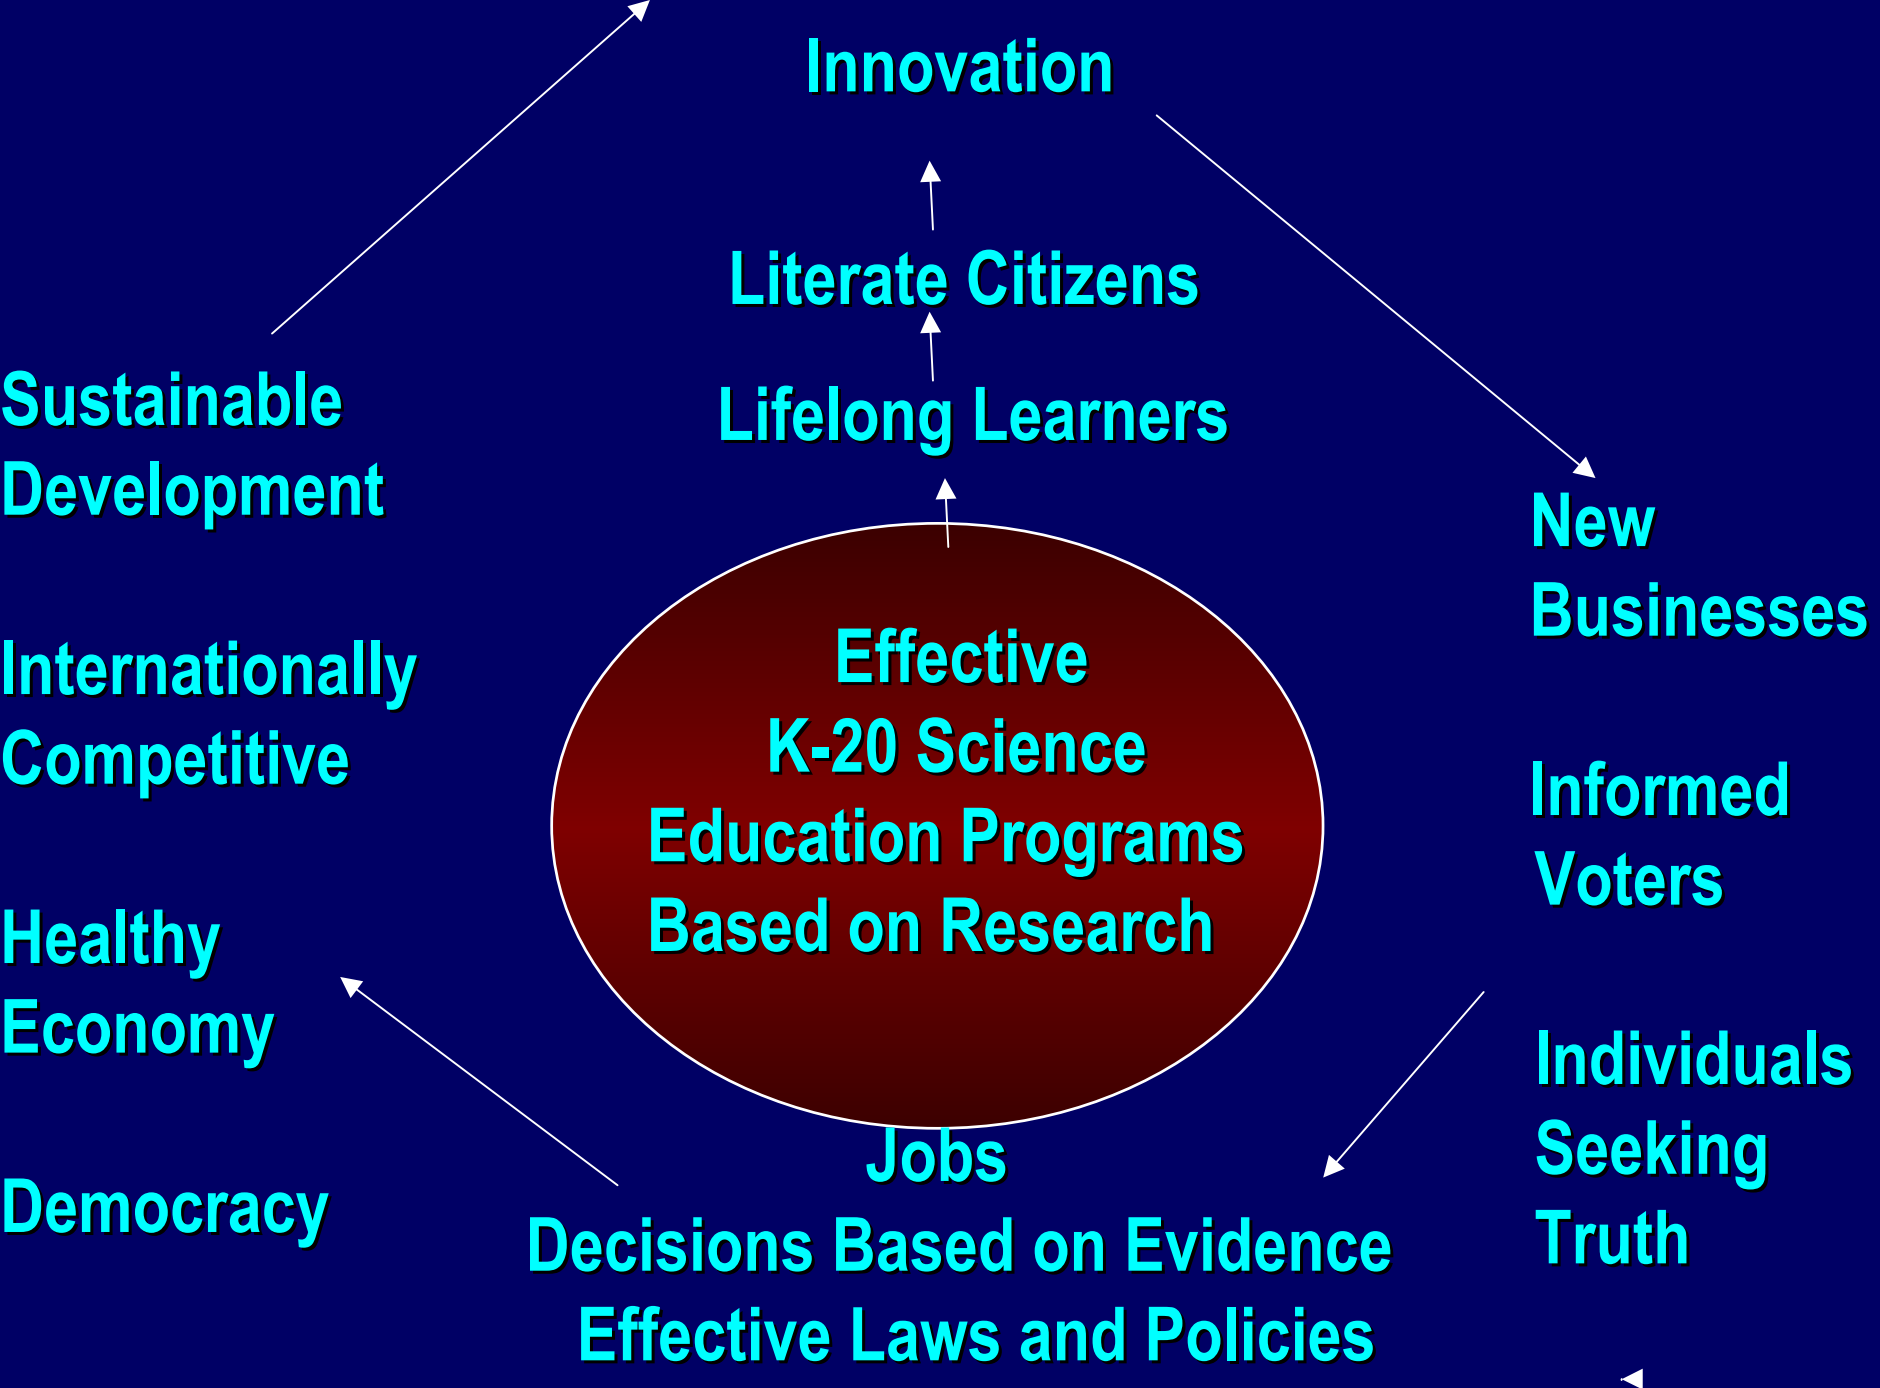 Innovation
Literate Citizens
Lifelong Learners
Sustainable
Development
Internationally
Competitive
Healthy
Economy
Democracy
Effective
K-20 Science
Education Programs
Based on Research
New
Businesses
Informed
Voters
Individuals
Seeking
Truth
Jobs
Decisions Based on Evidence
Effective Laws and Policies